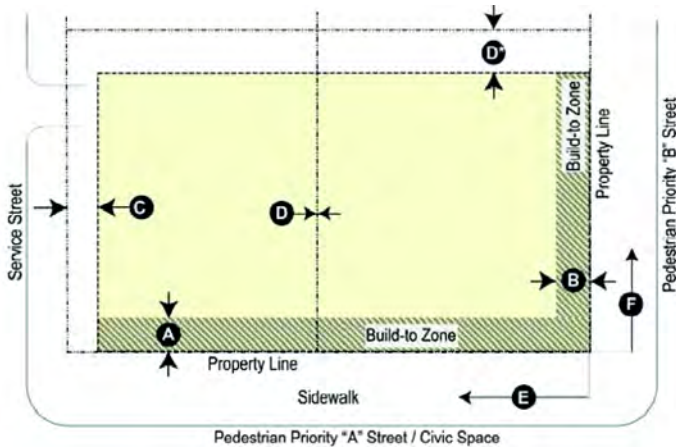 D*
Build-to Zone
Property Line
Pedestrian Priority "B" Street
Service Street
C
D
B
F
A
Build-to Zone
Property Line
Sidewalk
E
Pedestrian Priority "A" Street / Civic Space